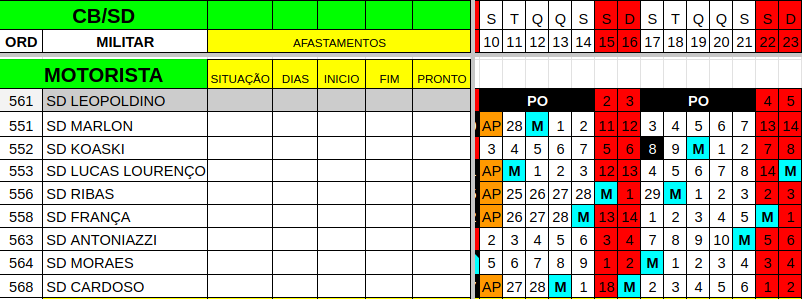 CB/SD S T Q Q S S D S T Q Q S S D
ORD MILITAR AFASTAMENTOS 10 11 12 13 14 15 16 17 18 19 20 21 22 23
MOTORISTA SITUAÇÃO DIAS INICIO FIM PRONTO
561 SD LEOPOLDINO PO 2 3 PO 4 5
551 SD MARLON AP 28 M 1 2 11 12 3 4 5 6 7 13 14
552 SD KOASKI 3 4 5 6 7 5 6 8 9 M 1 2 7 8
553 SD LUCAS LOURENÇO AP M 1 2 3 12 13 4 5 6 7 8 14 M
556 SD RIBAS AP 25 26 27 28 M 1 29 M 1 2 3 2 3
558 SD FRANÇA AP 26 27 28 M 13 14 1 2 3 4 5 M 1
563 SD ANTONIAZZI 2 3 4 5 6 3 4 7 8 9 10 M 5 6
564 SD MORAES 5 6 7 8 9 1 2 M 1 2 3 4 3 4
568 SD CARDOSO AP 27 28 M 1 18 M 2 3 4 5 6 1 2